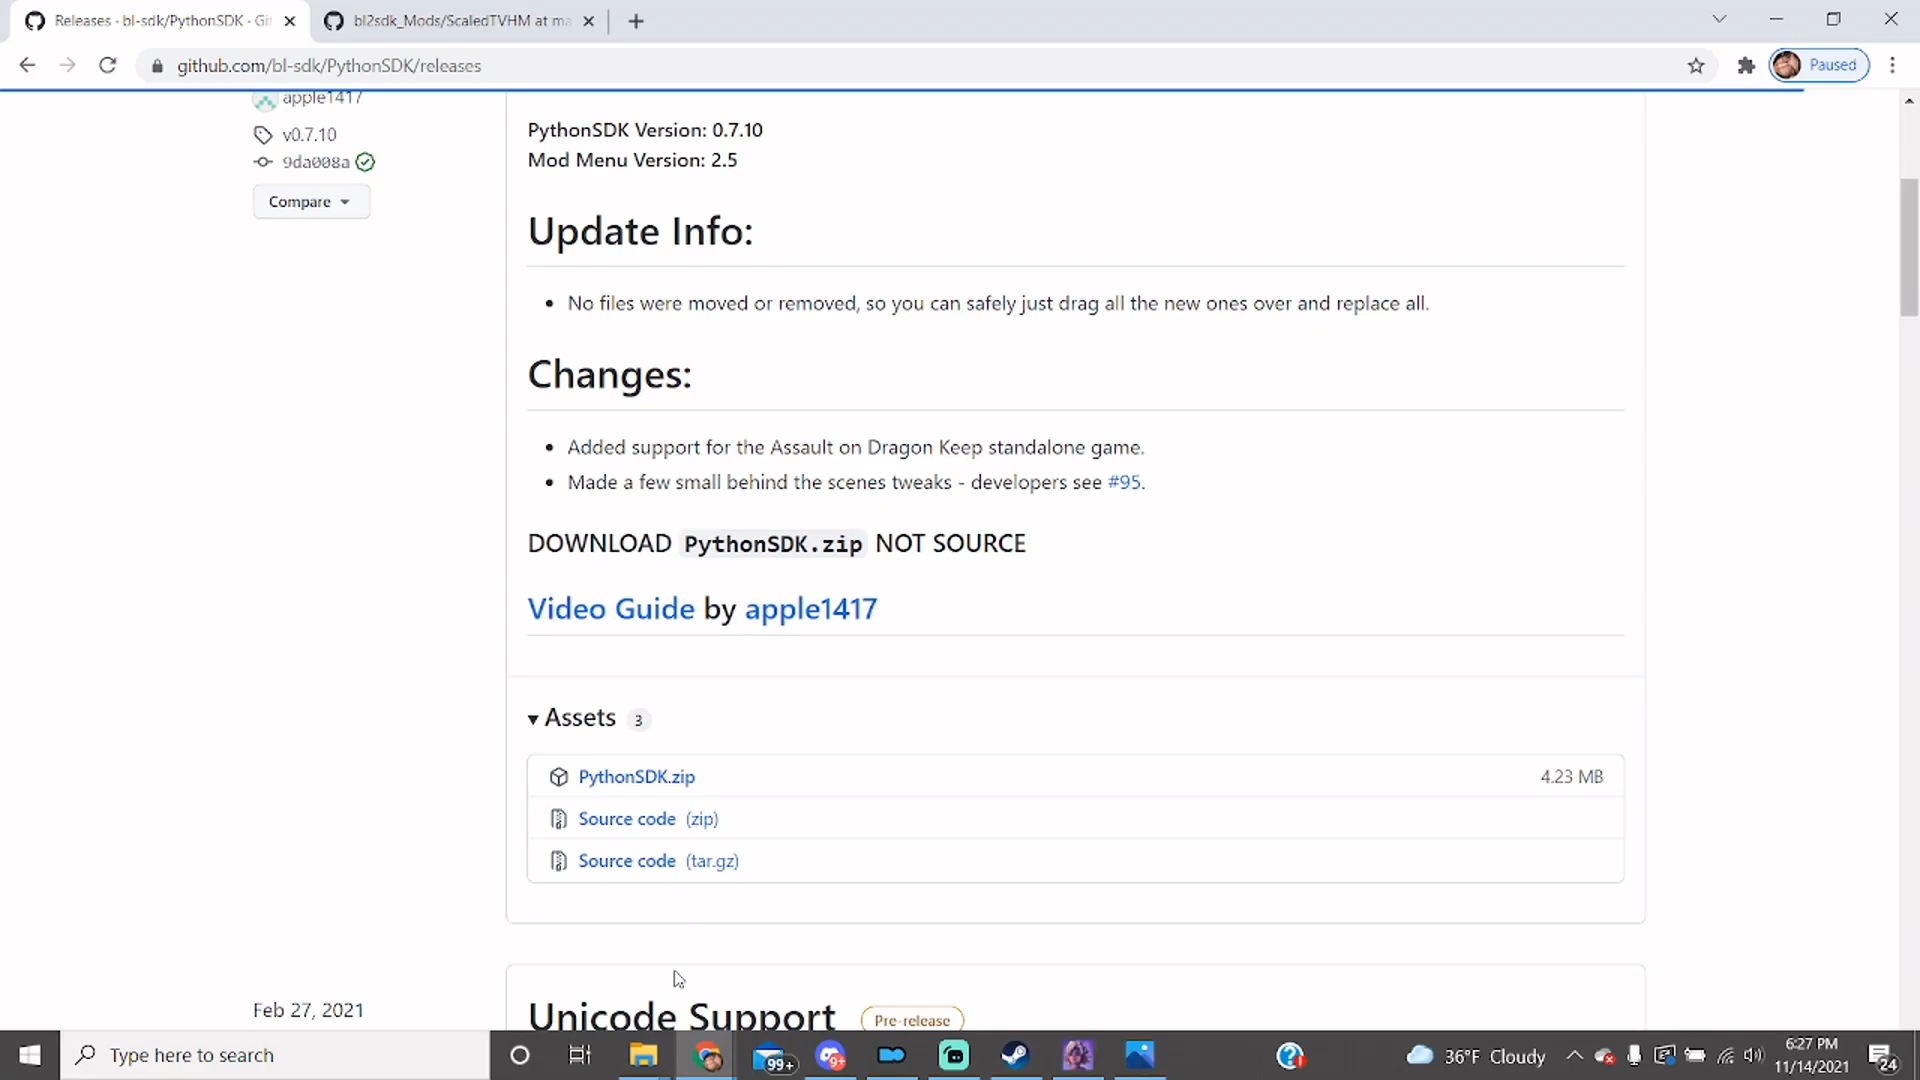 Releases · bl-sdk/PythonSDK · Git
bl2sdk_Mods/ScaledTVHM at ma
github.com/bl-sdk/PythonSDK/releases
Paused
apple1417
v0.7.10
9da008a
Compare
PythonSDK Version: 0.7.10
Mod Menu Version: 2.5
Update Info:
No files were moved or removed, so you can safely just drag all the new ones over and replace all.
Changes:
Added support for the Assault on Dragon Keep standalone game.
Made a few small behind the scenes tweaks - developers see #95.
DOWNLOAD PythonSDK.zip NOT SOURCE
Video Guide by apple1417
Assets 3
PythonSDK.zip 4.23 MB
Source code (zip)
Source code (tar.gz)
Feb 27, 2021
Unicode Support Pre-release
Type here to search
99+
9+
36°F Cloudy
6:27 PM
11/14/2021
24